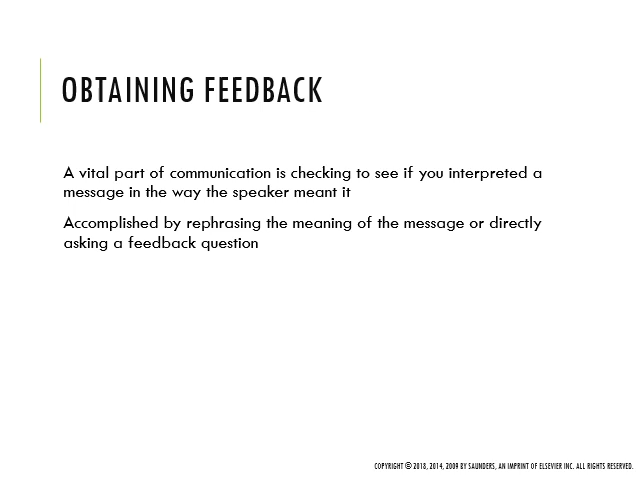 OBTAINING FEEDBACK
A vital part of communication is checking to see if you interpreted a
message in the way the speaker meant it
Accomplished by rephrasing the meaning of the message or directly
asking a feedback question
COPYRIGHT © 2018, 2014, 2009 BY SAUNDERS, AN IMPRINT OF ELSEVIER INC. ALL RIGHTS RESERVED.